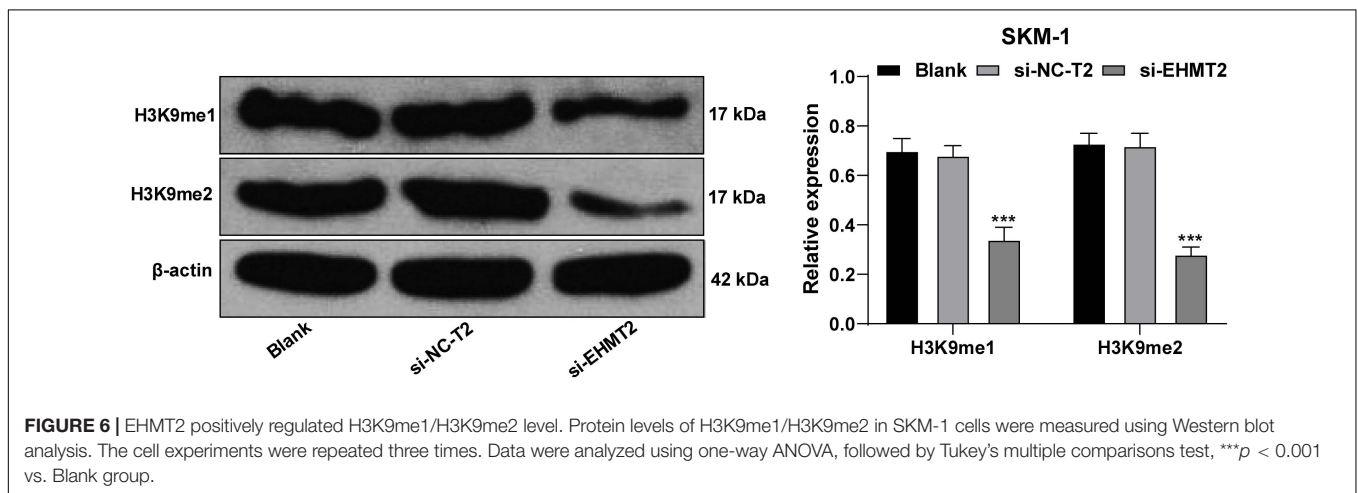 H3K9me1
17 kDa
H3K9me2
17 kDa
β-actin
42 kDa
Blank
si-NC-T2
si-EHMT2
SKM-1
Blank si-NC-T2 si-EHMT2
Relative expression
1.0
0.8
0.6
0.4
0.2
0.0
***
***
H3K9me1
H3K9me2
FIGURE 6 | EHMT2 positively regulated H3K9me1/H3K9me2 level. Protein levels of H3K9me1/H3K9me2 in SKM-1 cells were measured using Western blot
analysis. The cell experiments were repeated three times. Data were analyzed using one-way ANOVA, followed by Tukey's multiple comparisons test, ***p < 0.001
vs. Blank group.